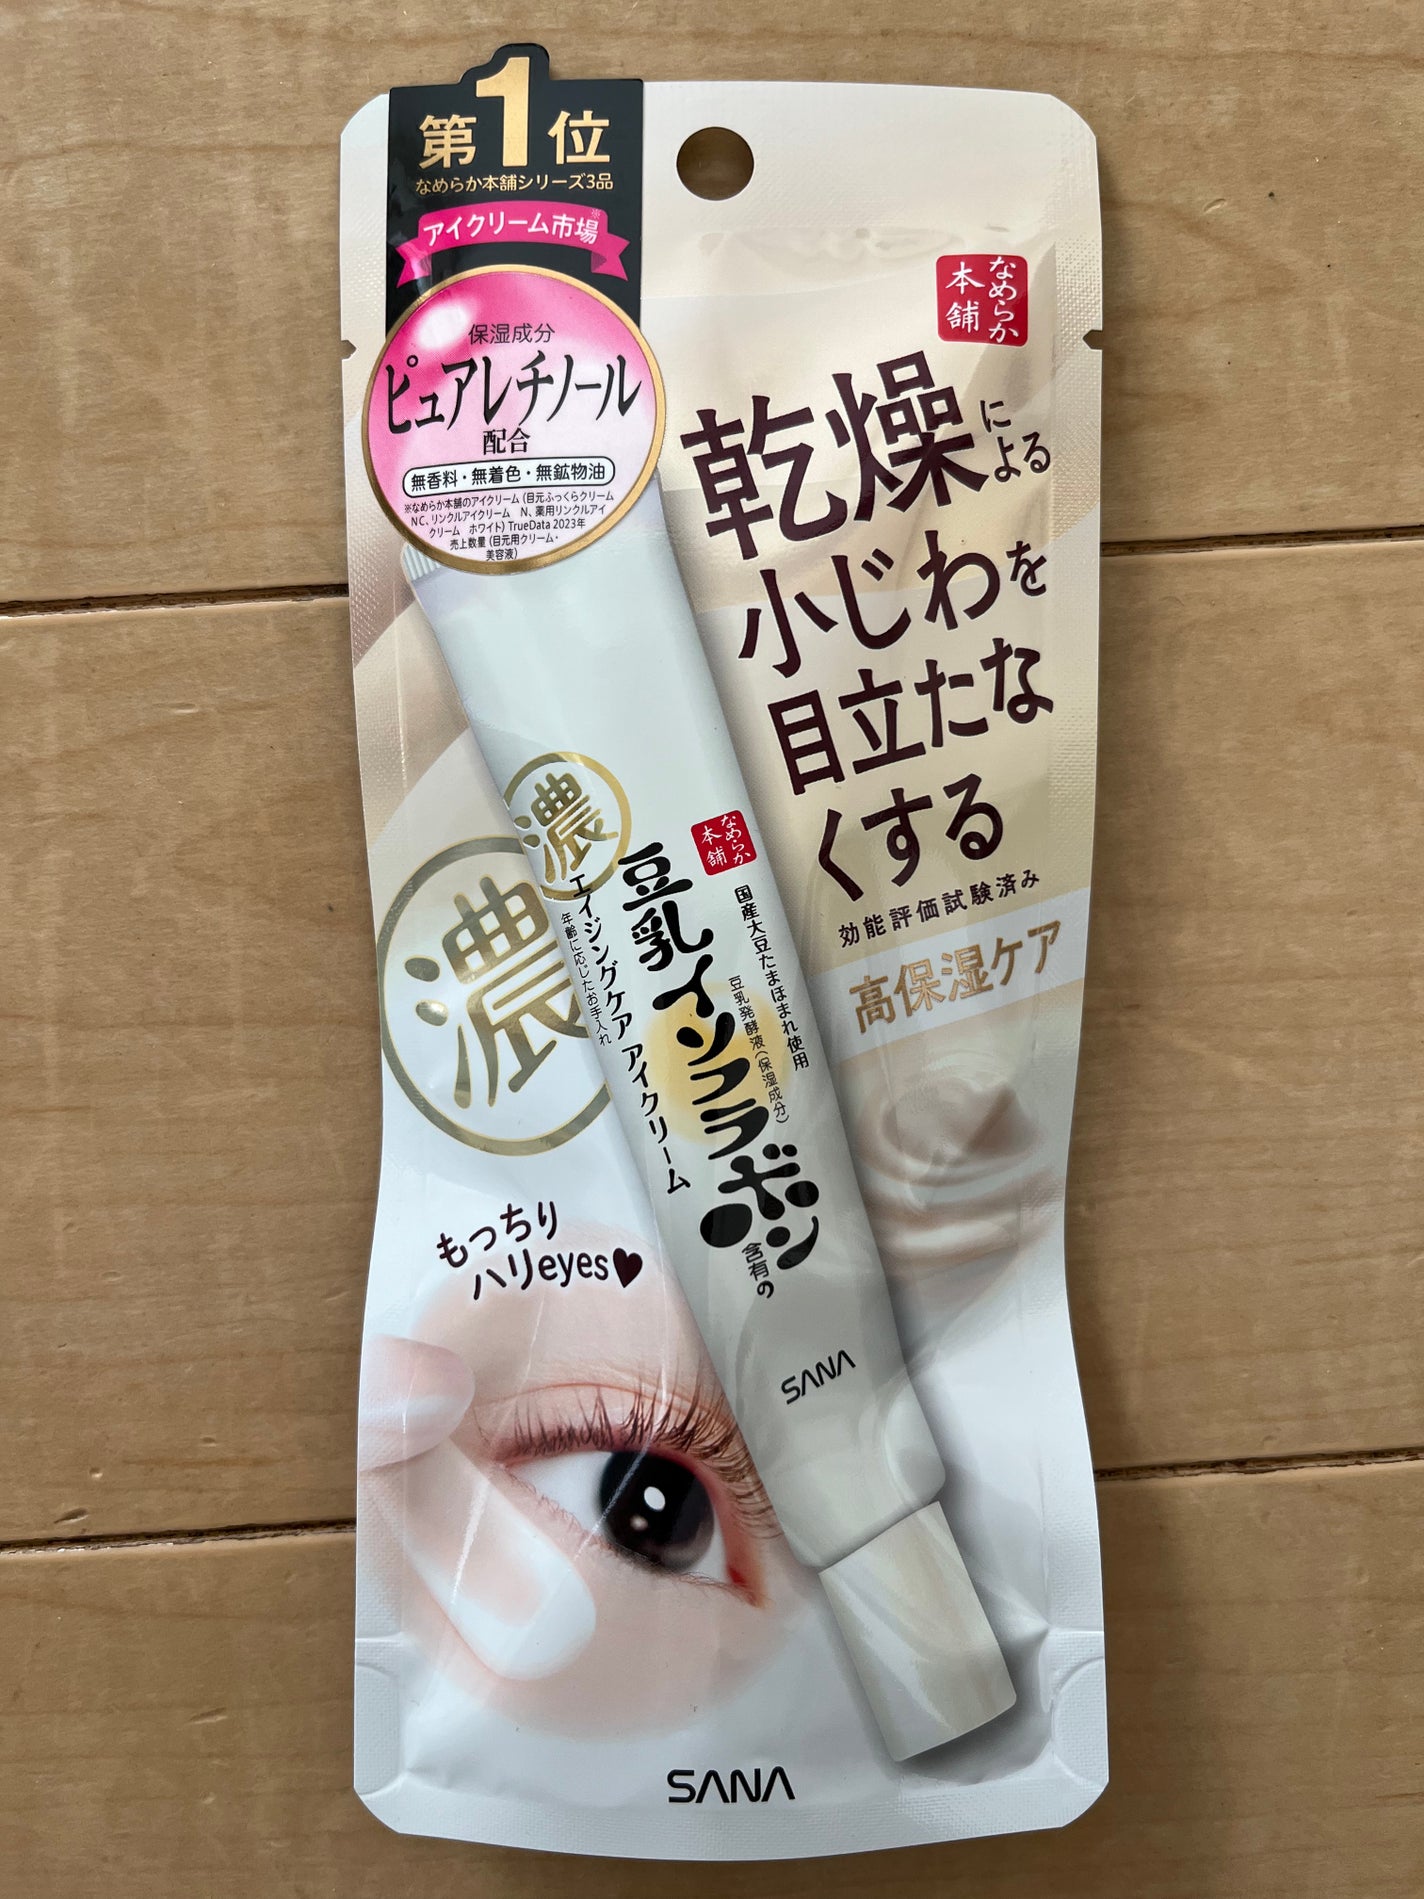 第1位
なめらか本舗シリーズ3品
アイクリーム市場※
保湿成分
ピュアレチノール
配合
無香料・無着色・無鉱物油
※なめらか本舗のアイクリーム(目元ふっくらクリーム
NC、リンクルアイクリーム N、薬用リンクルアイ
クリーム ホワイト) TrueData 2023年
売上数量(目元用クリーム・
美容液)
なめらか
本舗
乾燥による
小じわを
目立たな
くする
効能評価試験済み
高保湿ケア
濃
もっちり
ハリeyes♥
濃
なめらか
本舗
国産大豆たまほまれ使用
豆乳発酵液(保湿成分)
豆乳イソフラボン
含有の
エイジングケア アイクリーム
年齢に応じたお手入れ
SANA
SANA